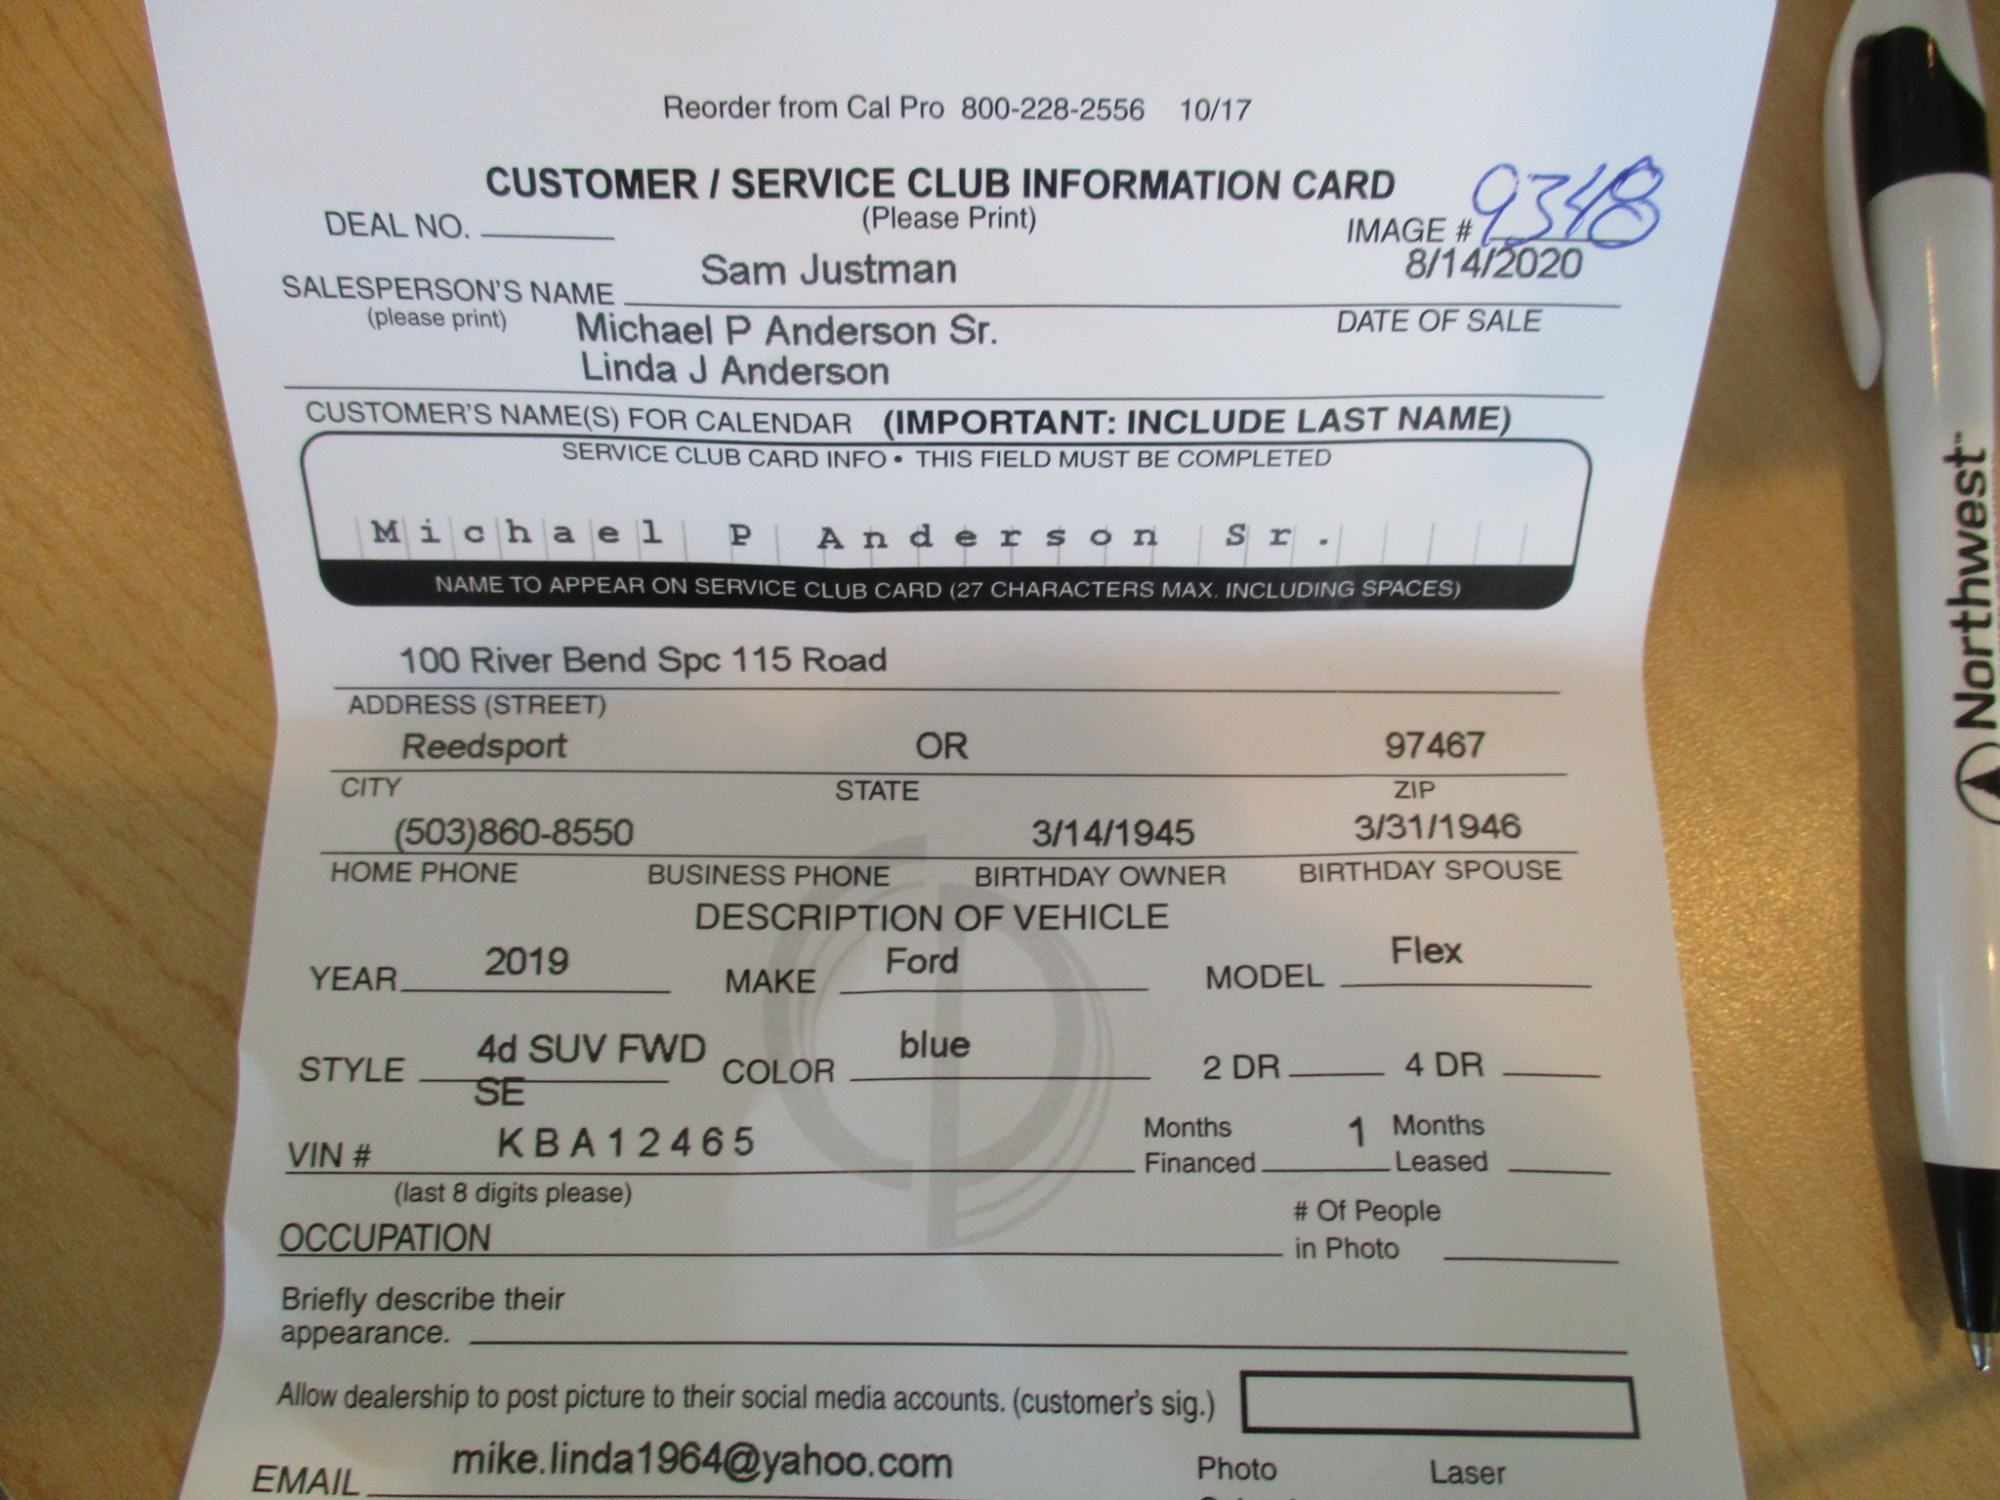 Reorder from Cal Pro 800-228-2556 10/17
CUSTOMER / SERVICE CLUB INFORMATION CARD
(Please Print)
DEAL NO.
IMAGE # 9348
Sam Justman 8/14/2020
SALESPERSON'S NAME
(please print)
DATE OF SALE
Michael P Anderson Sr.
Linda J Anderson
CUSTOMER'S NAME(S) FOR CALENDAR (IMPORTANT: INCLUDE LAST NAME)
SERVICE CLUB CARD INFO • THIS FIELD MUST BE COMPLETED
Michael P Anderson Sr.
NAME TO APPEAR ON SERVICE CLUB CARD (27 CHARACTERS MAX. INCLUDING SPACES)
100 River Bend Spc 115 Road
ADDRESS (STREET)
Reedsport OR 97467
CITY STATE ZIP
(503)860-8550 3/14/1945 3/31/1946
HOME PHONE BUSINESS PHONE BIRTHDAY OWNER BIRTHDAY SPOUSE
DESCRIPTION OF VEHICLE
YEAR 2019 MAKE Ford MODEL Flex
STYLE 4d SUV FWD SE COLOR blue 2 DR 4 DR
VIN # KBA12465 Months Financed 1 Months Leased
(last 8 digits please)
OCCUPATION # Of People in Photo
Briefly describe their
appearance.
Allow dealership to post picture to their social media accounts. (customer's sig.)
EMAIL mike.linda1964@yahoo.com Photo Laser
Northwest